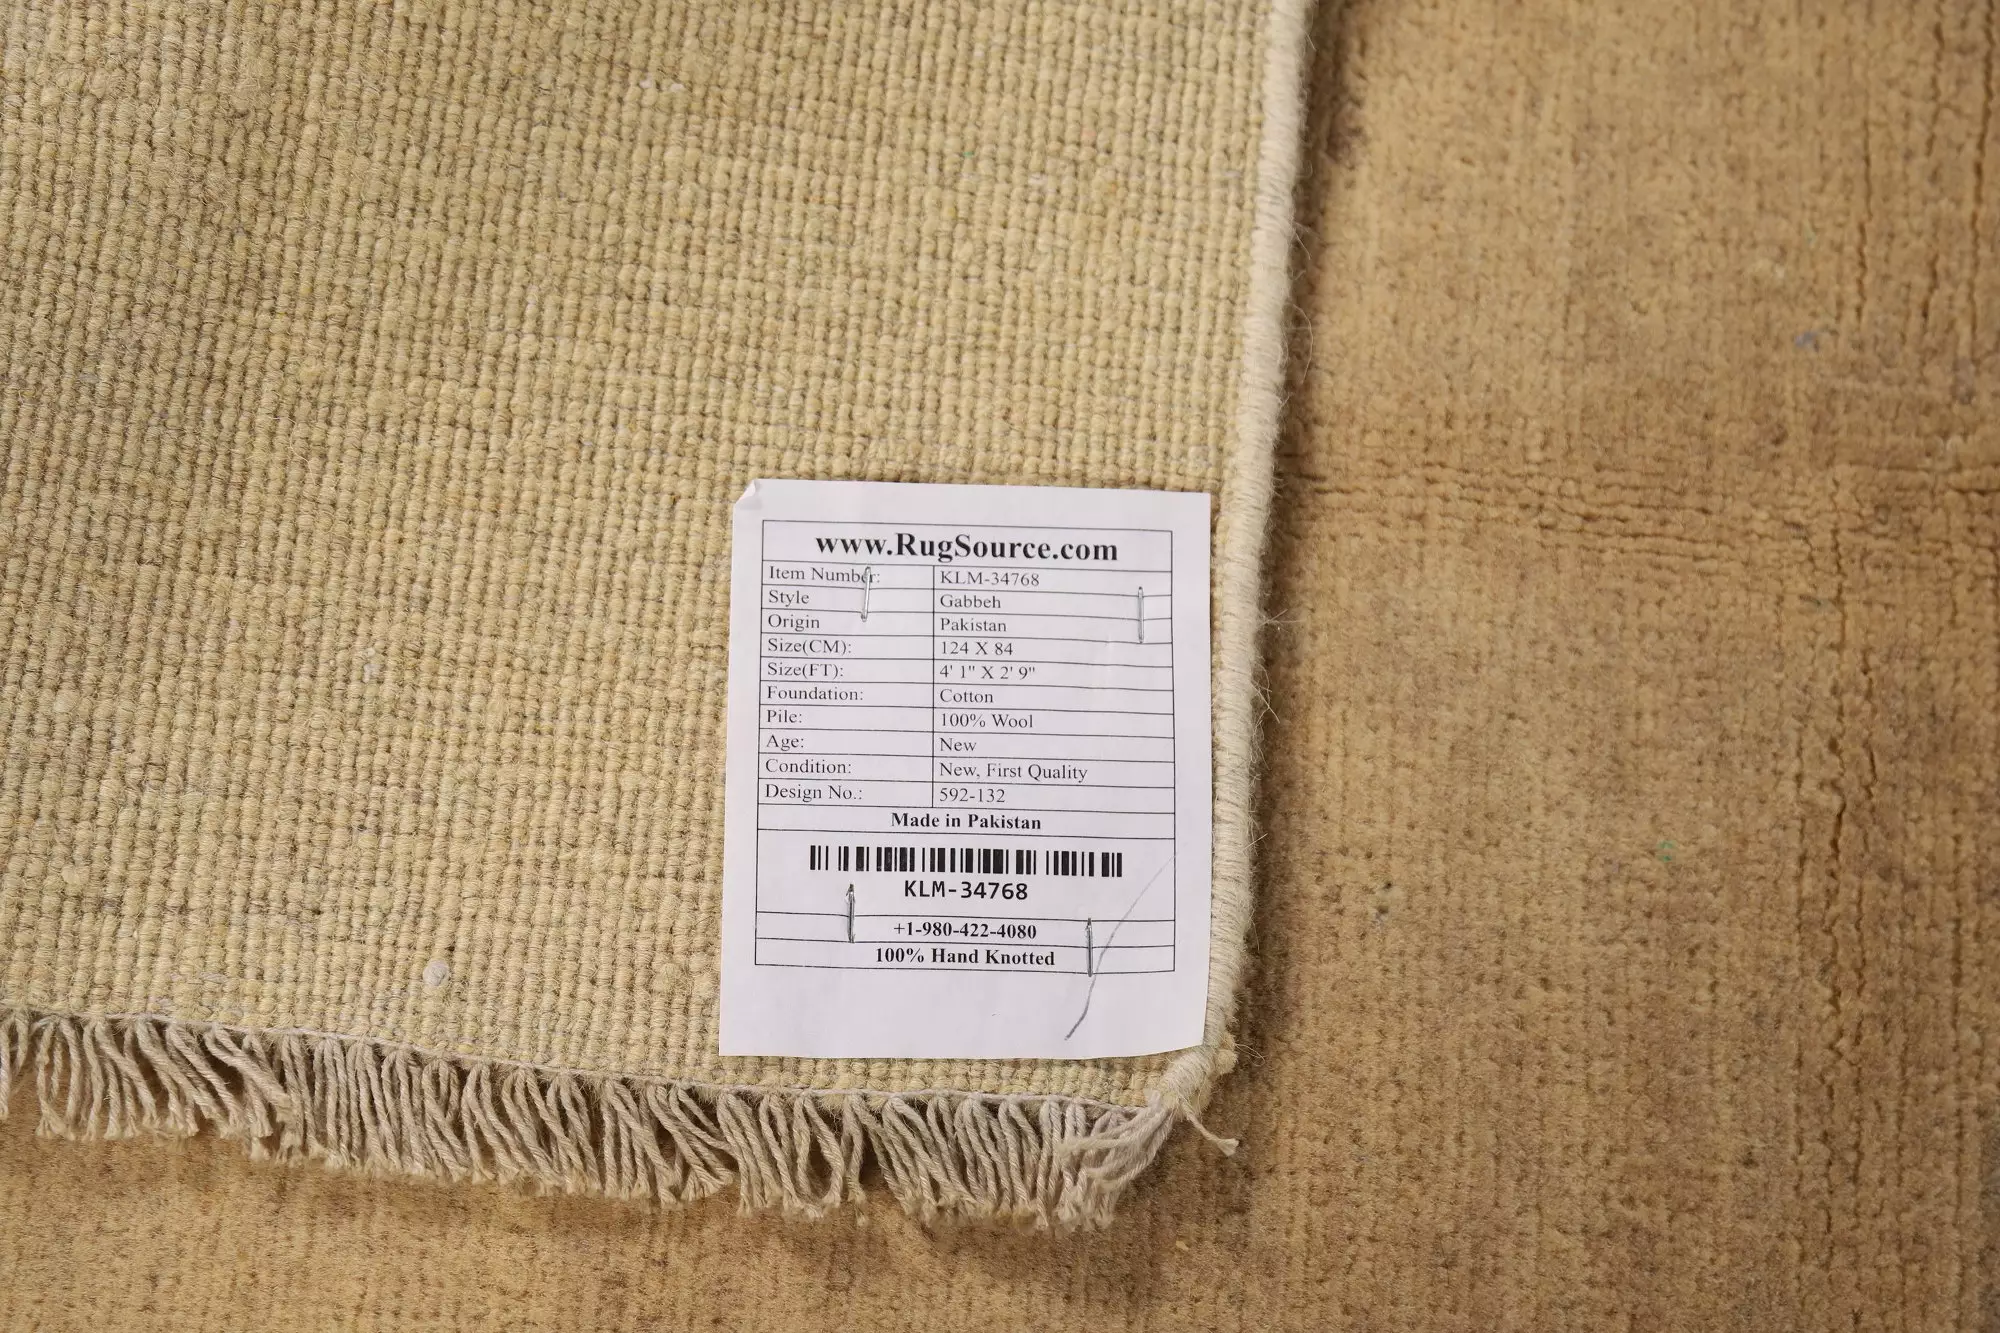 www.RugSource.com
Item Number: KLM-34768
Style Gabbeh
Origin Pakistan
Size(CM): 124 X 84
Size(FT): 4' 1" X 2' 9"
Foundation: Cotton
Pile: 100% Wool
Age: New
Condition: New, First Quality
Design No.: 592-132
Made in Pakistan
KLM-34768
+1-980-422-4080
100% Hand Knotted